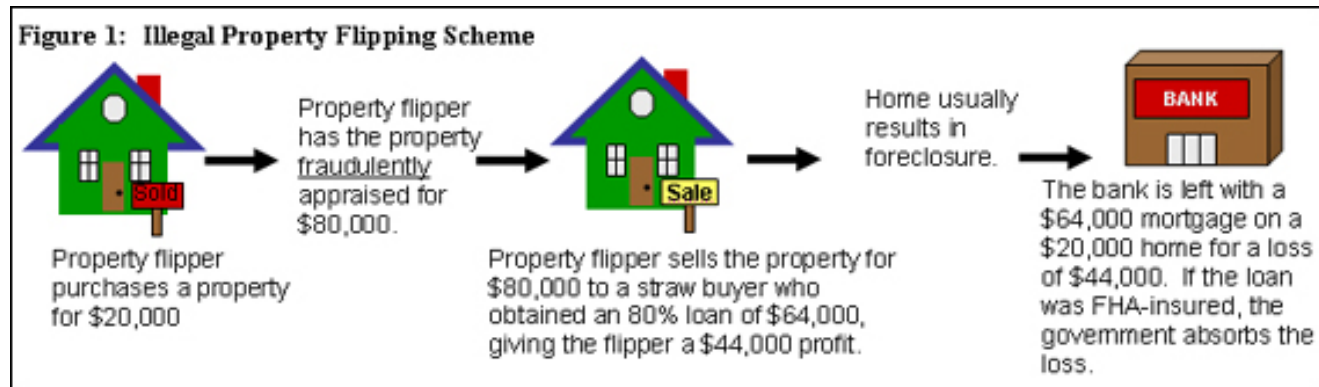 Figure 1: Illegal Property Flipping Scheme
Sold
Property flipper
purchases a property
for $20,000
Property flipper
has the property
fraudulently
appraised for
$80,000.
Sale
Property flipper sells the property for
$80,000 to a straw buyer who
obtained an 80% loan of $64,000,
giving the flipper a $44,000 profit.
Home usually
results in
foreclosure.
BANK
The bank is left with a
$64,000 mortgage on a
$20,000 home for a loss
of $44,000. If the loan
was FHA-insured, the
government absorbs the
loss.